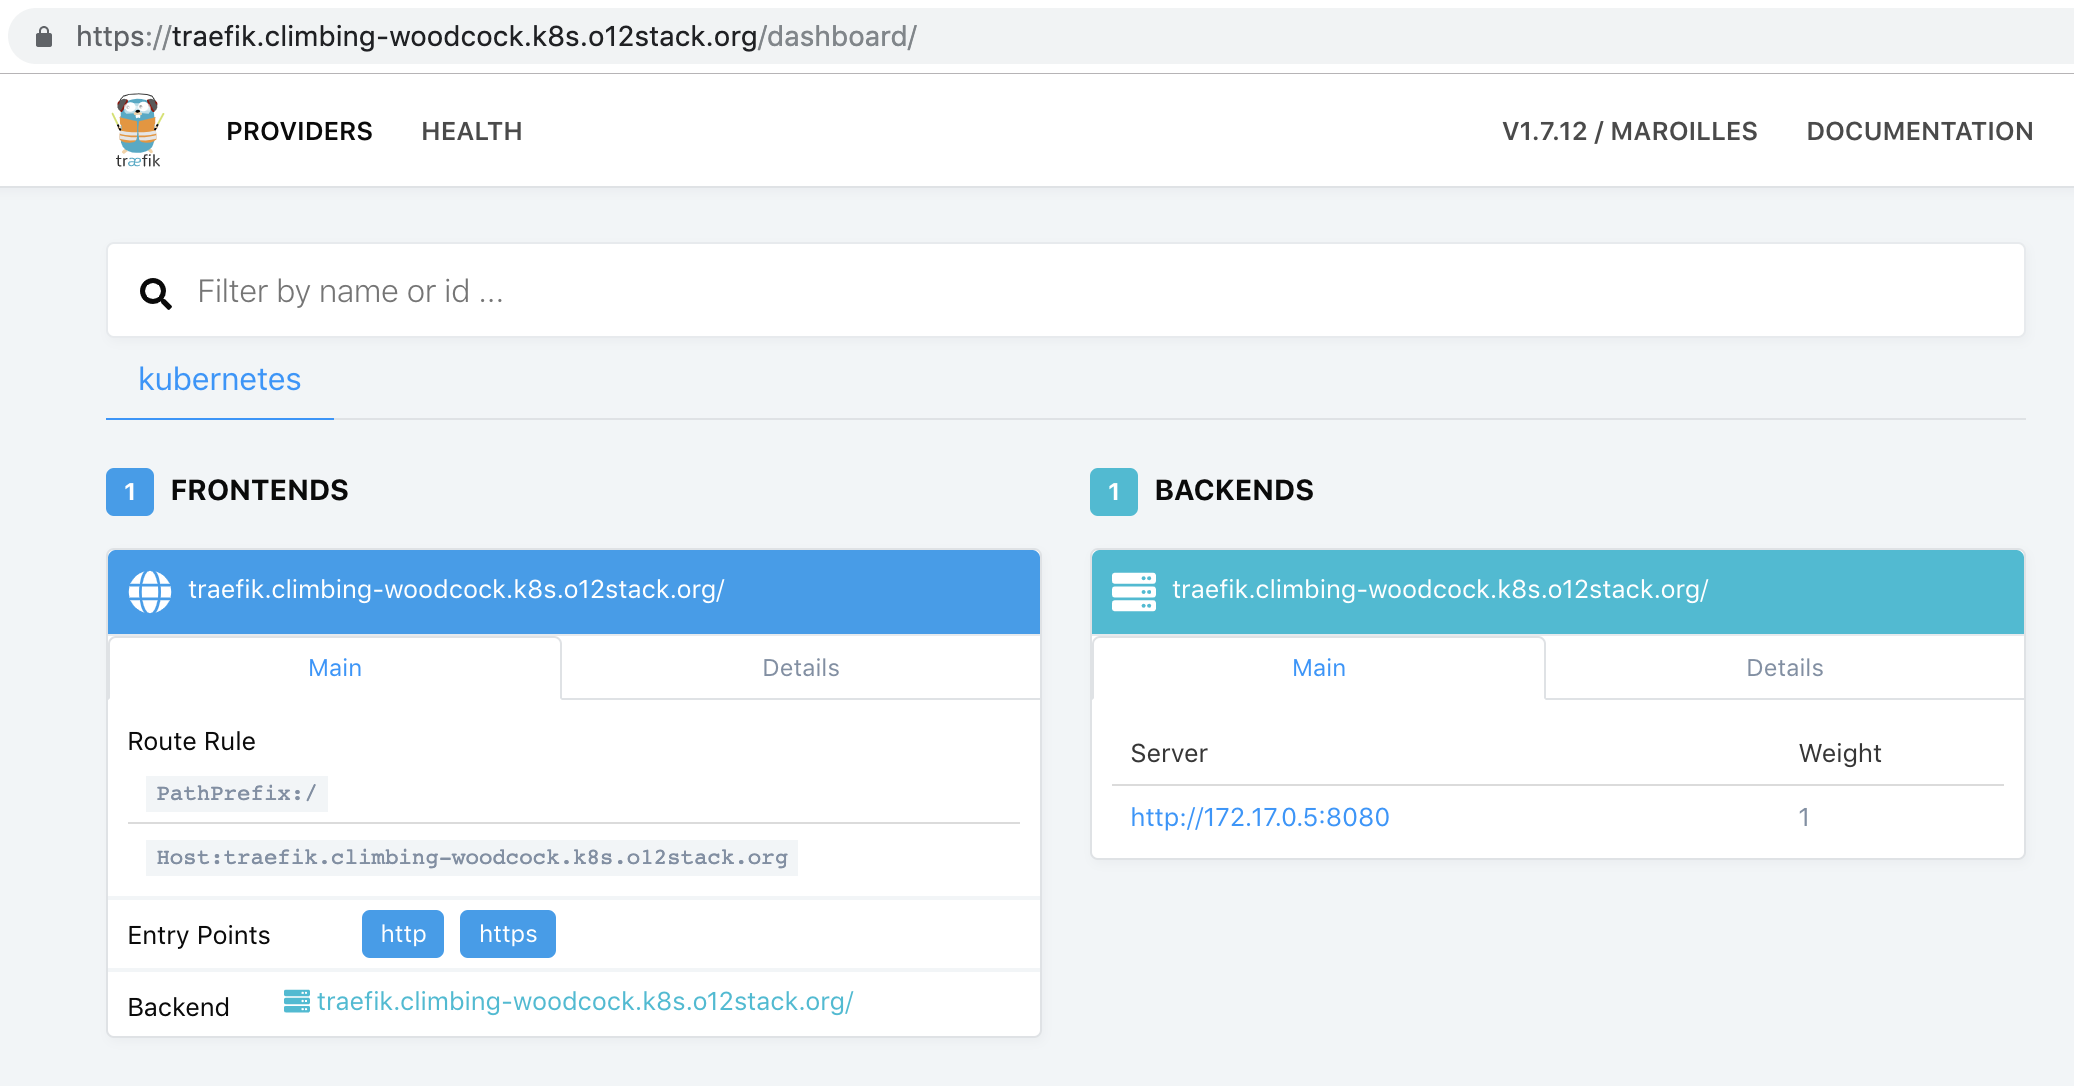 https://traefik.climbing-woodcock.k8s.o12stack.org/dashboard/
træfik
PROVIDERS HEALTH V1.7.12 / MAROILLES DOCUMENTATION
Filter by name or id ...
kubernetes
1 FRONTENDS
traefik.climbing-woodcock.k8s.o12stack.org/
Main Details
Route Rule
PathPrefix:/
Host:traefik.climbing-woodcock.k8s.o12stack.org
Entry Points http https
Backend traefik.climbing-woodcock.k8s.o12stack.org/
1 BACKENDS
traefik.climbing-woodcock.k8s.o12stack.org/
Main Details
Server Weight
http://172.17.0.5:8080 1